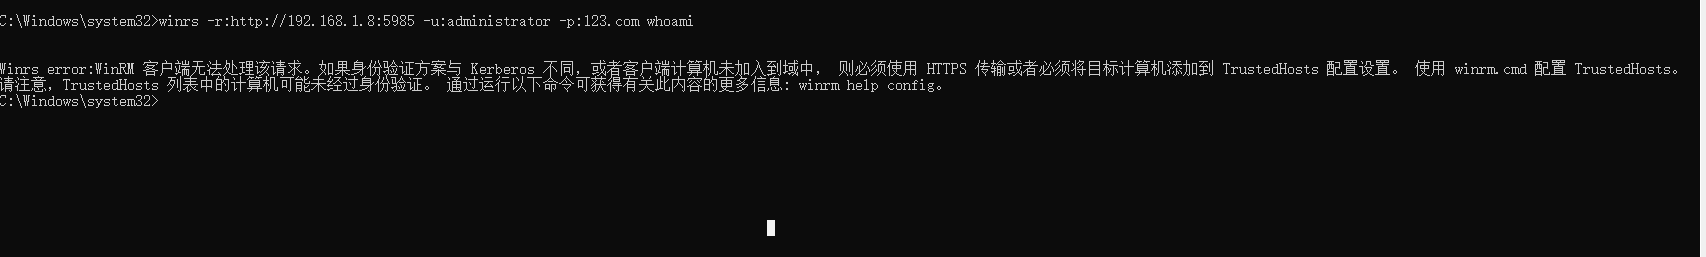 C:\Windows\system32>winrs -r:http://192.168.1.8:5985 -u:administrator -p:123.com whoami
Winrs error:WinRM 客户端无法处理该请求。如果身份验证方案与 Kerberos 不同，或者客户端计算机未加入到域中， 则必须使用 HTTPS 传输或者必须将目标计算机添加到 TrustedHosts 配置设置。 使用 winrm.cmd 配置 TrustedHosts。
请注意，TrustedHosts 列表中的计算机可能未经过身份验证。 通过运行以下命令可获得有关此内容的更多信息: winrm help config。
C:\Windows\system32>